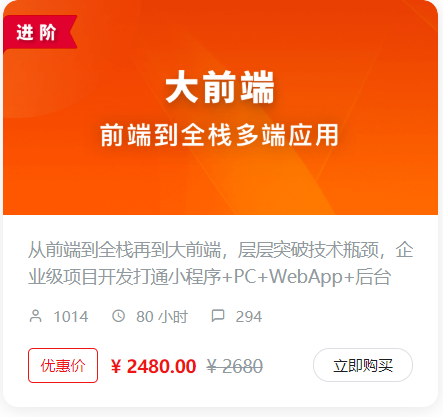 进阶
大前端
前端到全栈多端应用
从前端到全栈再到大前端，层层突破技术瓶颈，企
业级项目开发打通小程序+PC+WebApp+后台
1014 80 小时 294
优惠价 ¥ 2480.00 ¥ 2680 立即购买